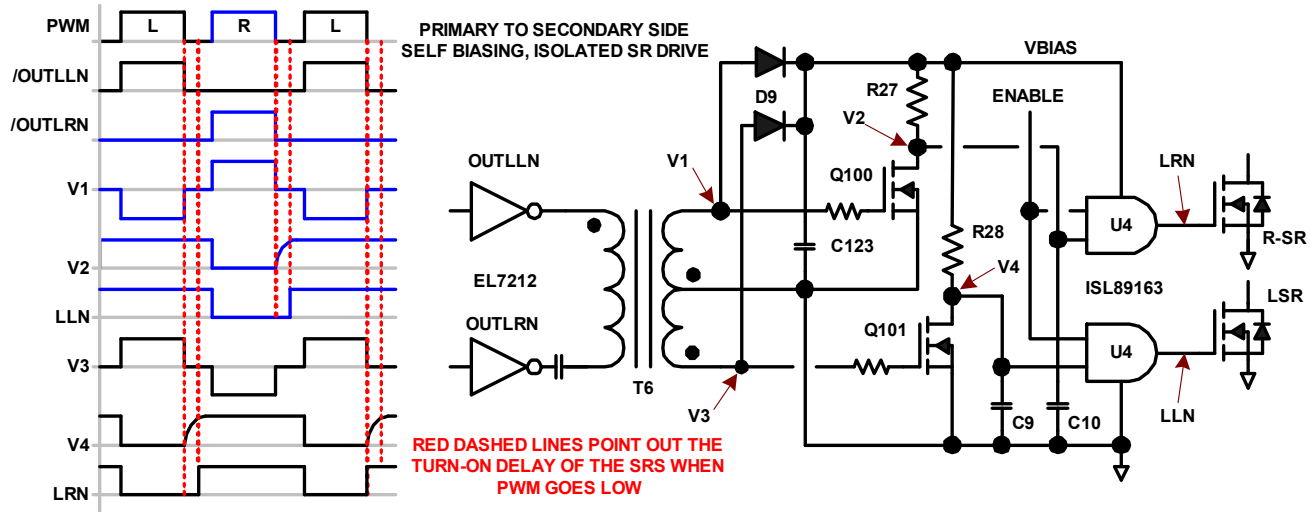 PWM
L
R
L
/OUTLLN
/OUTLRN
V1
V2
LLN
V3
V4
LRN
PRIMARY TO SECONDARY SIDE
SELF BIASING, ISOLATED SR DRIVE
VBIAS
D9
R27
ENABLE
V2
LRN
OUTLLN
V1
Q100
U4
R-SR
C123
R28
V4
EL7212
ISL89163
LSR
OUTLRN
Q101
U4
T6
V3
C9
C10
LLN
RED DASHED LINES POINT OUT THE
TURN-ON DELAY OF THE SRS WHEN
PWM GOES LOW